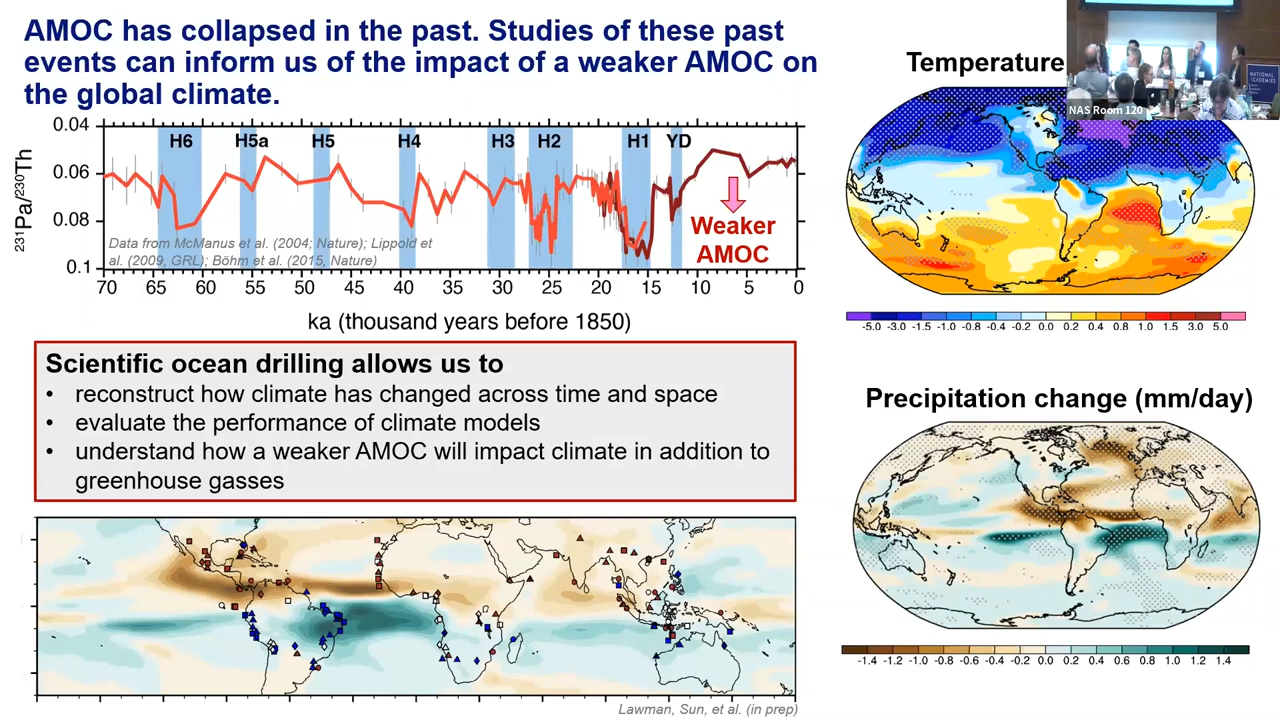 AMOC has collapsed in the past. Studies of these past
events can inform us of the impact of a weaker AMOC on
the global climate.
Temperature
NAS Room 120
NATIONAL
ACADEMIES
0.04
0.06
0.08
0.1
²³¹Pa/²³⁰Th
H6 H5a H5 H4 H3 H2 H1 YD
Weaker
AMOC
Data from McManus et al. (2004; Nature); Lippold et
al. (2009, GRL); Böhm et al. (2015, Nature)
70 65 60 55 50 45 40 35 30 25 20 15 10 5 0
ka (thousand years before 1850)
-5.0 -3.0 -1.5 -1.0 -0.8 -0.4 -0.2 0.0 0.2 0.4 0.8 1.0 1.5 3.0 5.0
Scientific ocean drilling allows us to
• reconstruct how climate has changed across time and space
• evaluate the performance of climate models
• understand how a weaker AMOC will impact climate in addition to
greenhouse gasses
Precipitation change (mm/day)
-1.4 -1.2 -1.0 -0.8 -0.6 -0.4 -0.2 0.0 0.2 0.4 0.6 0.8 1.0 1.2 1.4
Lawman, Sun, et al. (in prep)